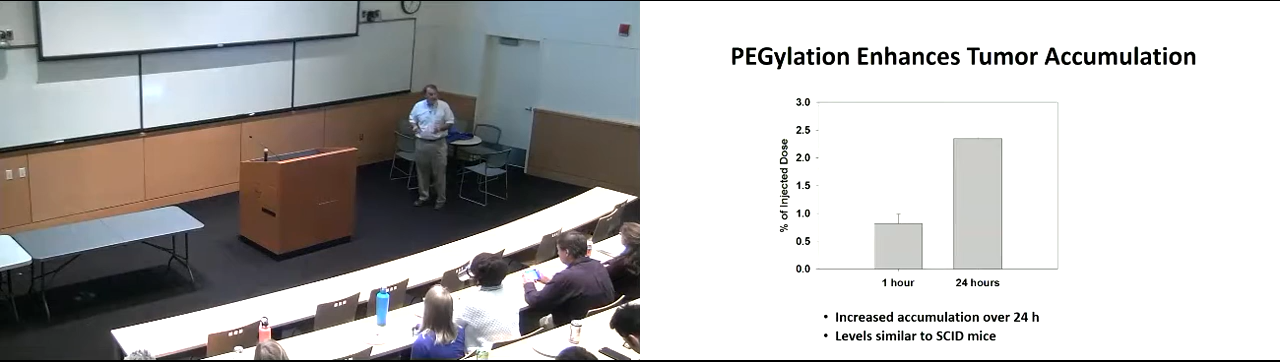 PEGylation Enhances Tumor Accumulation
3.0
2.5
2.0
1.5
1.0
0.5
0.0
% of Injected Dose
1 hour
24 hours
• Increased accumulation over 24 h
• Levels similar to SCID mice